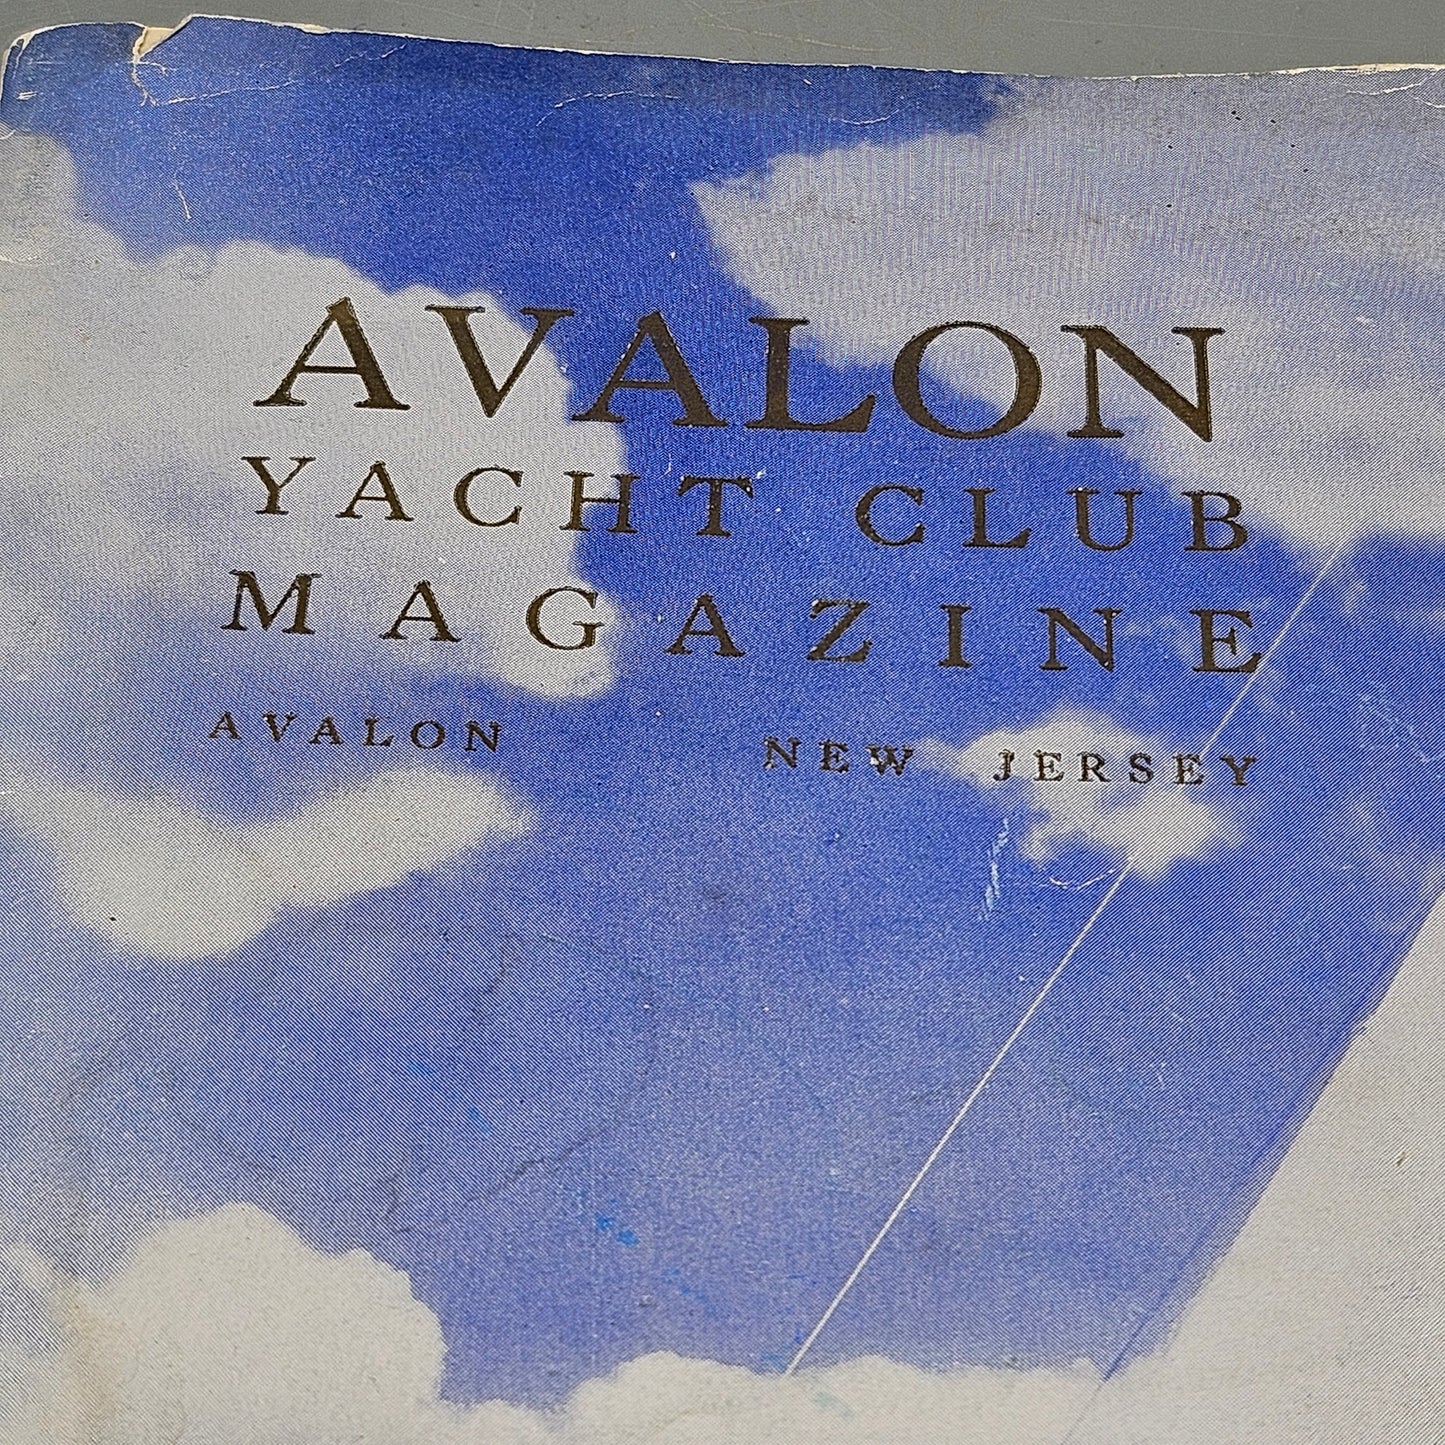 AVALON
YACHT CLUB
MAGAZINE
AVALON NEW JERSEY